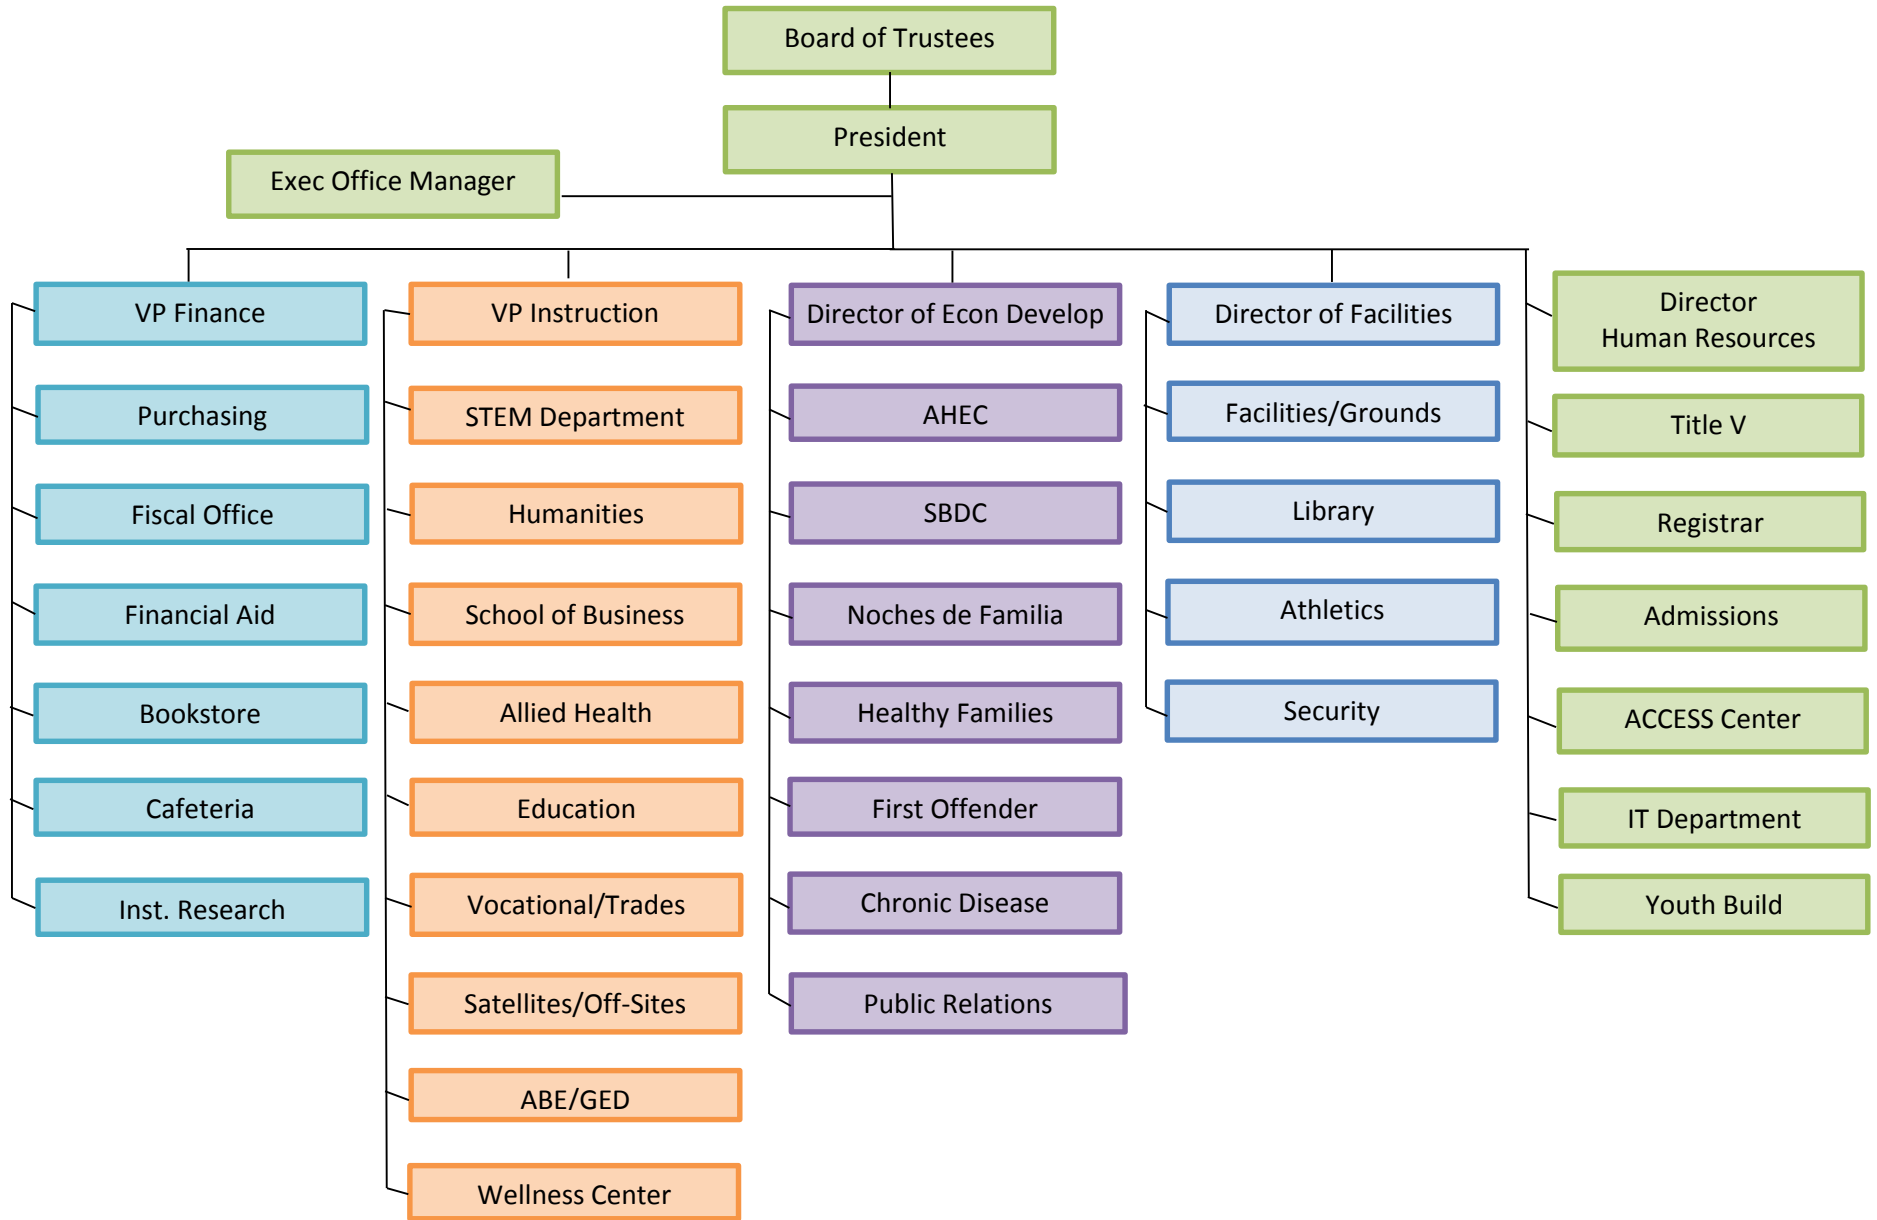 Board of Trustees
President
Exec Office Manager
VP Finance
Purchasing
Fiscal Office
Financial Aid
Bookstore
Cafeteria
Inst. Research
VP Instruction
STEM Department
Humanities
School of Business
Allied Health
Education
Vocational/Trades
Satellites/Off-Sites
ABE/GED
Wellness Center
Director of Econ Develop
AHEC
SBDC
Noches de Familia
Healthy Families
First Offender
Chronic Disease
Public Relations
Director of Facilities
Facilities/Grounds
Library
Athletics
Security
Director
Human Resources
Title V
Registrar
Admissions
ACCESS Center
IT Department
Youth Build